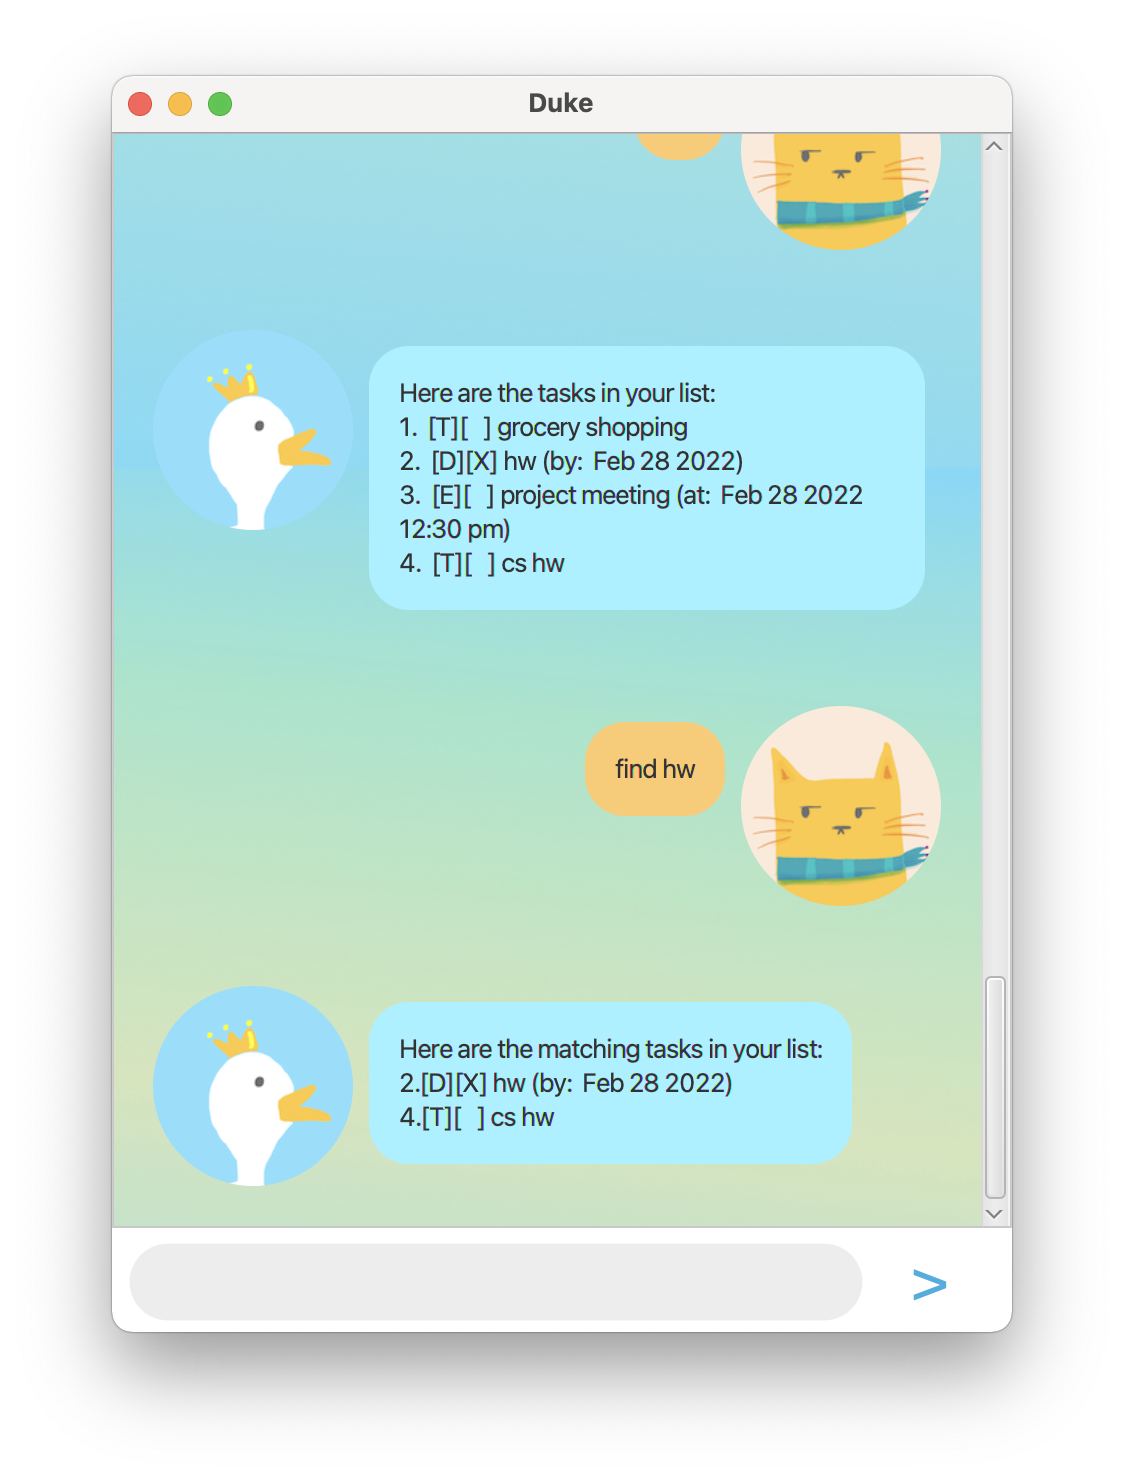 Duke
Here are the tasks in your list:
1. [T][ ] grocery shopping
2. [D][X] hw (by: Feb 28 2022)
3. [E][ ] project meeting (at: Feb 28 2022
12:30 pm)
4. [T][ ] cs hw
find hw
Here are the matching tasks in your list:
2.[D][X] hw (by: Feb 28 2022)
4.[T][ ] cs hw
>